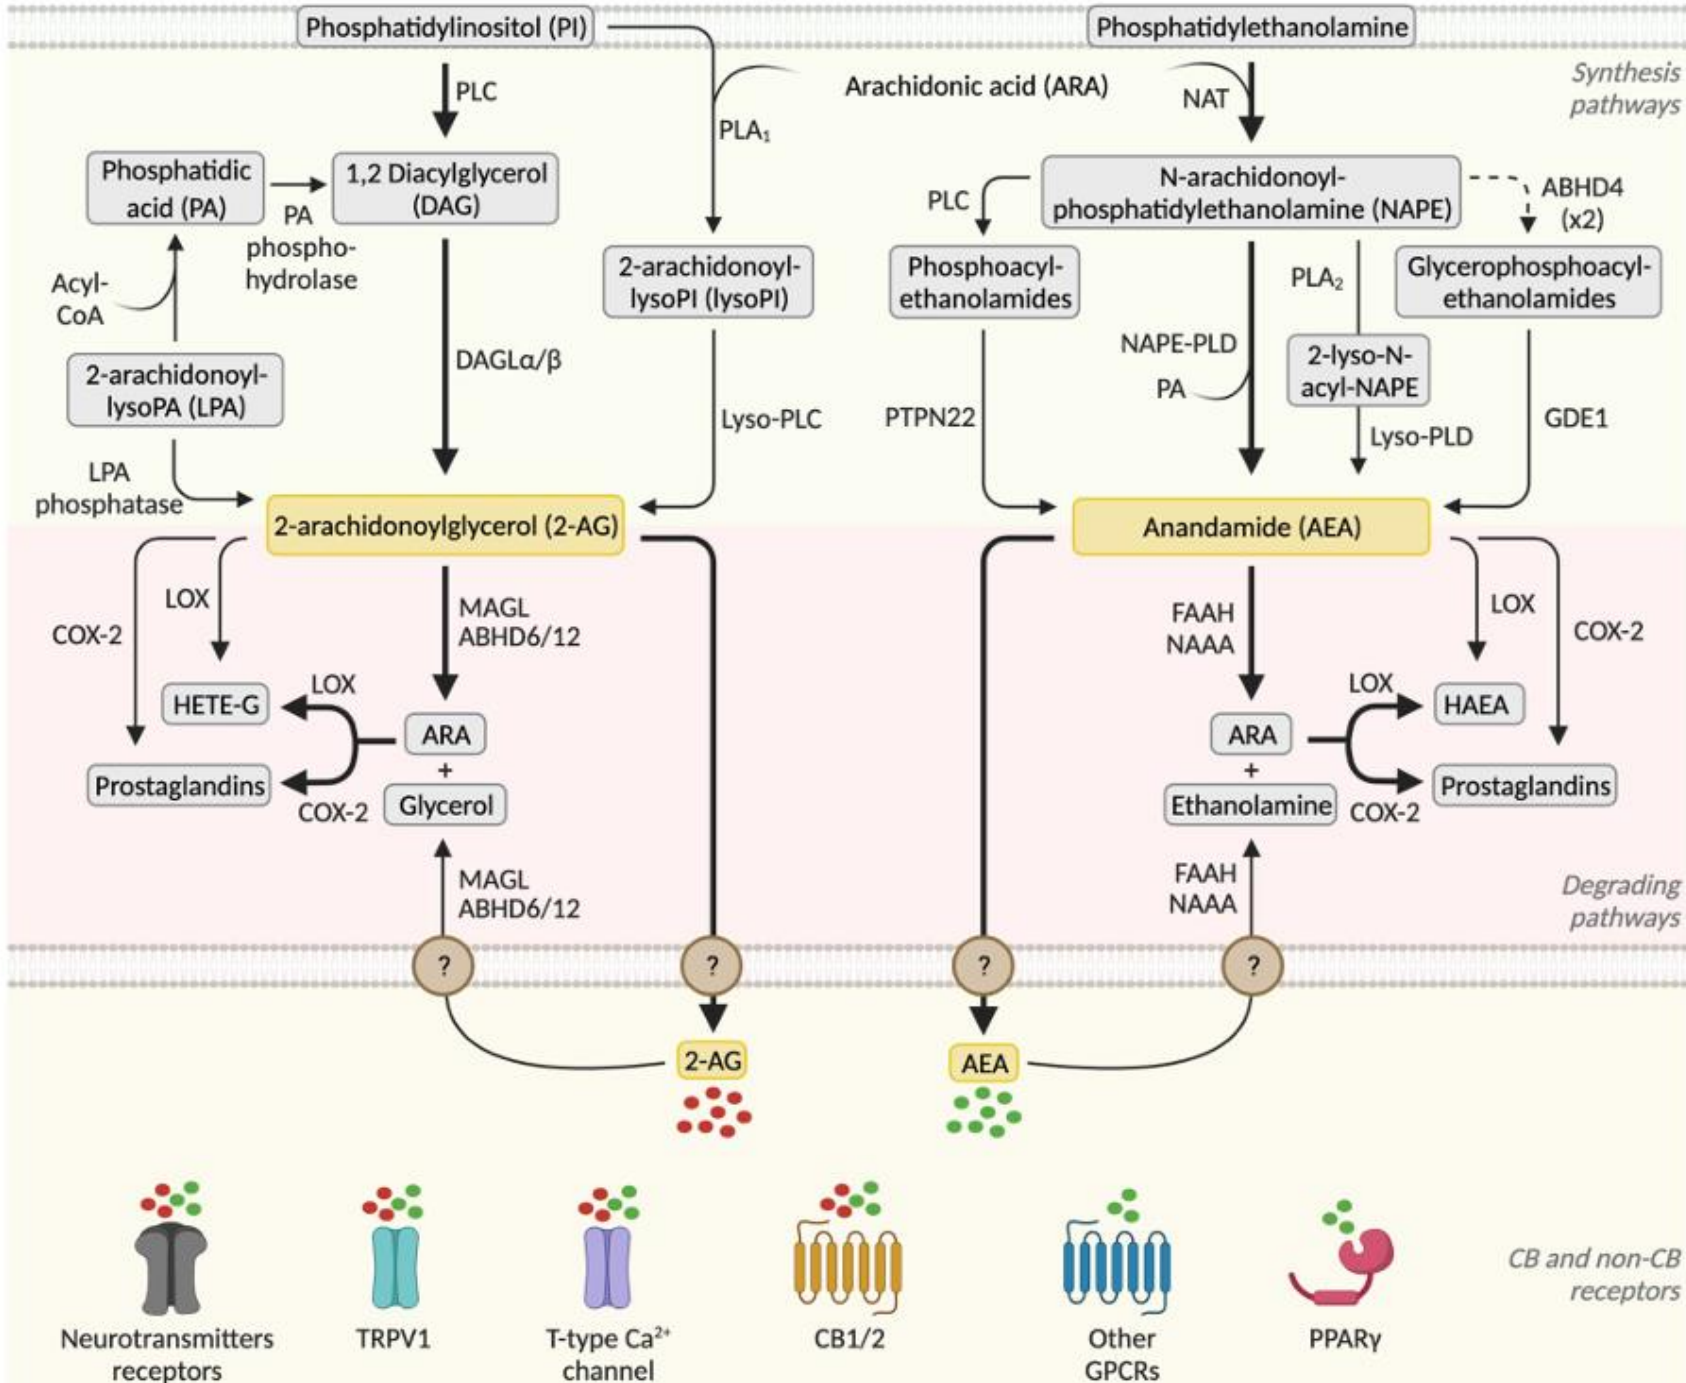 Phosphatidylinositol (PI)
Phosphatidylethanolamine
Synthesis
pathways
PLC
Arachidonic acid (ARA)
NAT
PLA₁
Phosphatidic
acid (PA)
PA
phospho-
hydrolase
1,2 Diacylglycerol
(DAG)
N-arachidonoyl-
phosphatidylethanolamine (NAPE)
PLC
ABHD4
(x2)
Acyl-
CoA
2-arachidonoyl-
lysoPI (lysoPI)
Phosphoacyl-
ethanolamides
PLA₂
Glycerophosphoacyl-
ethanolamides
2-arachidonoyl-
lysoPA (LPA)
DAGLα/β
NAPE-PLD
PA
2-lyso-N-
acyl-NAPE
Lyso-PLC
PTPN22
Lyso-PLD
GDE1
LPA
phosphatase
2-arachidonoylglycerol (2-AG)
Anandamide (AEA)
COX-2
LOX
MAGL
ABHD6/12
FAAH
NAAA
LOX
COX-2
HETE-G
LOX
ARA
+
Glycerol
Prostaglandins
COX-2
ARA
+
Ethanolamine
LOX
HAEA
COX-2
Prostaglandins
MAGL
ABHD6/12
FAAH
NAAA
Degrading
pathways
?
?
?
?
2-AG
AEA
CB and non-CB
receptors
Neurotransmitters
receptors
TRPV1
T-type Ca²⁺
channel
CB1/2
Other
GPCRs
PPARγ